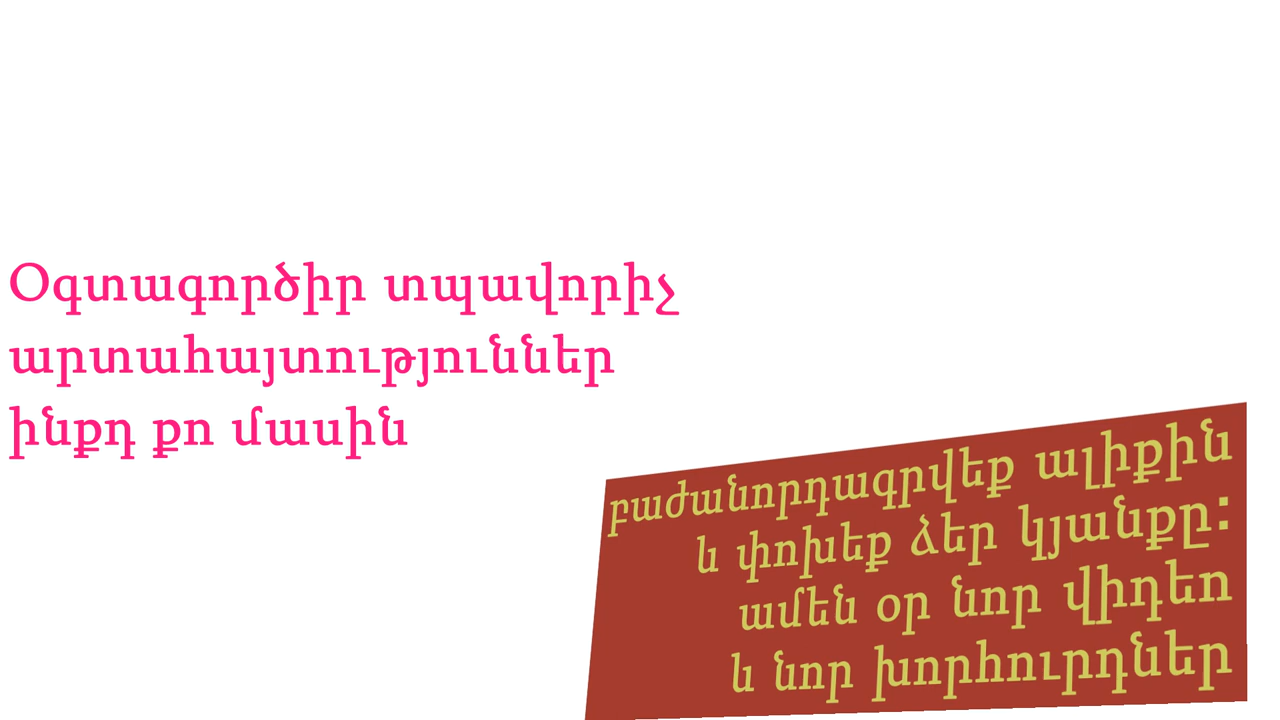 Օգտագործիր տպավորիչ
արտահայտություններ
ինքդ քո մասին
բաժանորդագրվեք ալիքին
և փոխեք ձեր կյանքը:
ամեն օր նոր վիդեո
և նոր խորհուրդներ